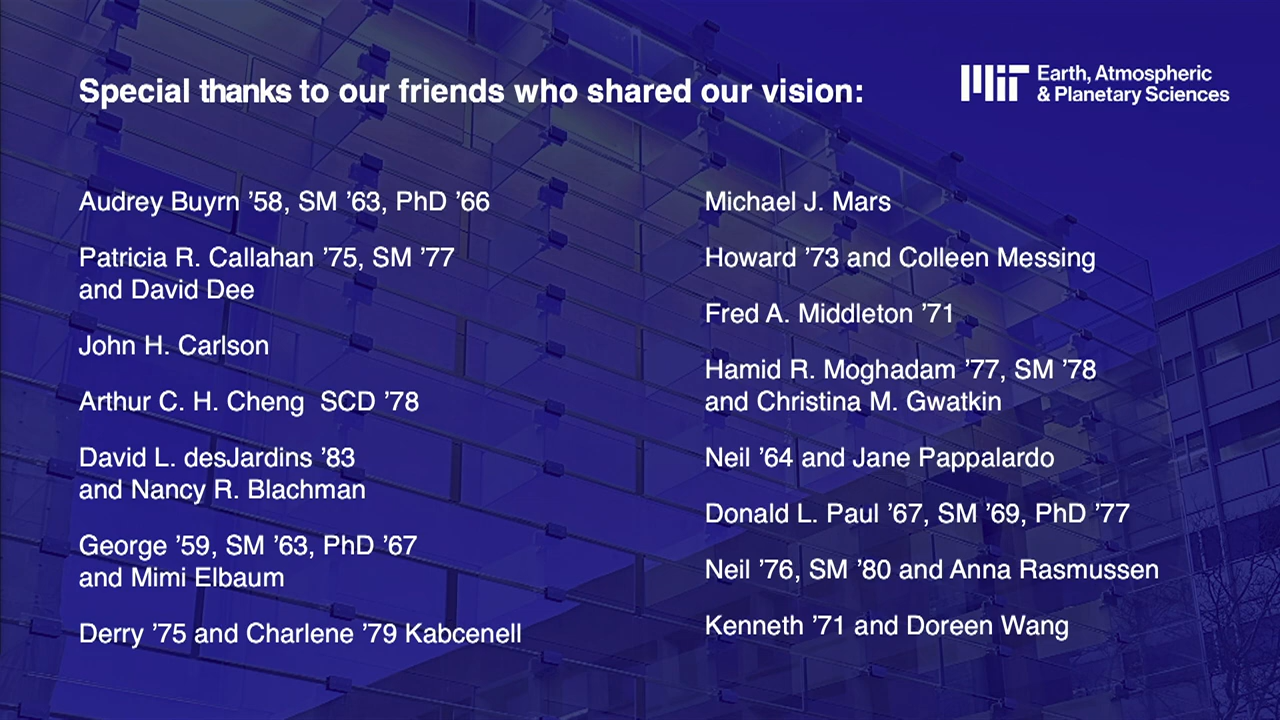 Special thanks to our friends who shared our vision:
MIT Earth, Atmospheric
& Planetary Sciences
Audrey Buyrn ’58, SM ’63, PhD ’66
Patricia R. Callahan ’75, SM ’77
and David Dee
John H. Carlson
Arthur C. H. Cheng  SCD ’78
David L. desJardins ’83
and Nancy R. Blachman
George ’59, SM ’63, PhD ’67
and Mimi Elbaum
Derry ’75 and Charlene ’79 Kabcenell
Michael J. Mars
Howard ’73 and Colleen Messing
Fred A. Middleton ’71
Hamid R. Moghadam ’77, SM ’78
and Christina M. Gwatkin
Neil ’64 and Jane Pappalardo
Donald L. Paul ’67, SM ’69, PhD ’77
Neil ’76, SM ’80 and Anna Rasmussen
Kenneth ’71 and Doreen Wang